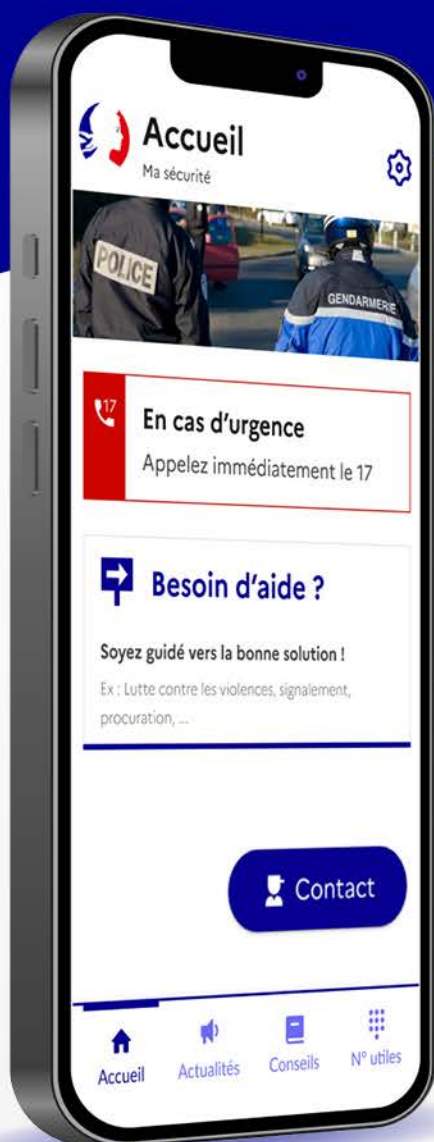 Accueil
Ma sécurité
POLICE
GENDARMERIE
17
En cas d'urgence
Appelez immédiatement le 17
Besoin d'aide ?
Soyez guidé vers la bonne solution !
Ex : Lutte contre les violences, signalement,
procuration, ...
Contact
Accueil
Actualités
Conseils
N° utiles